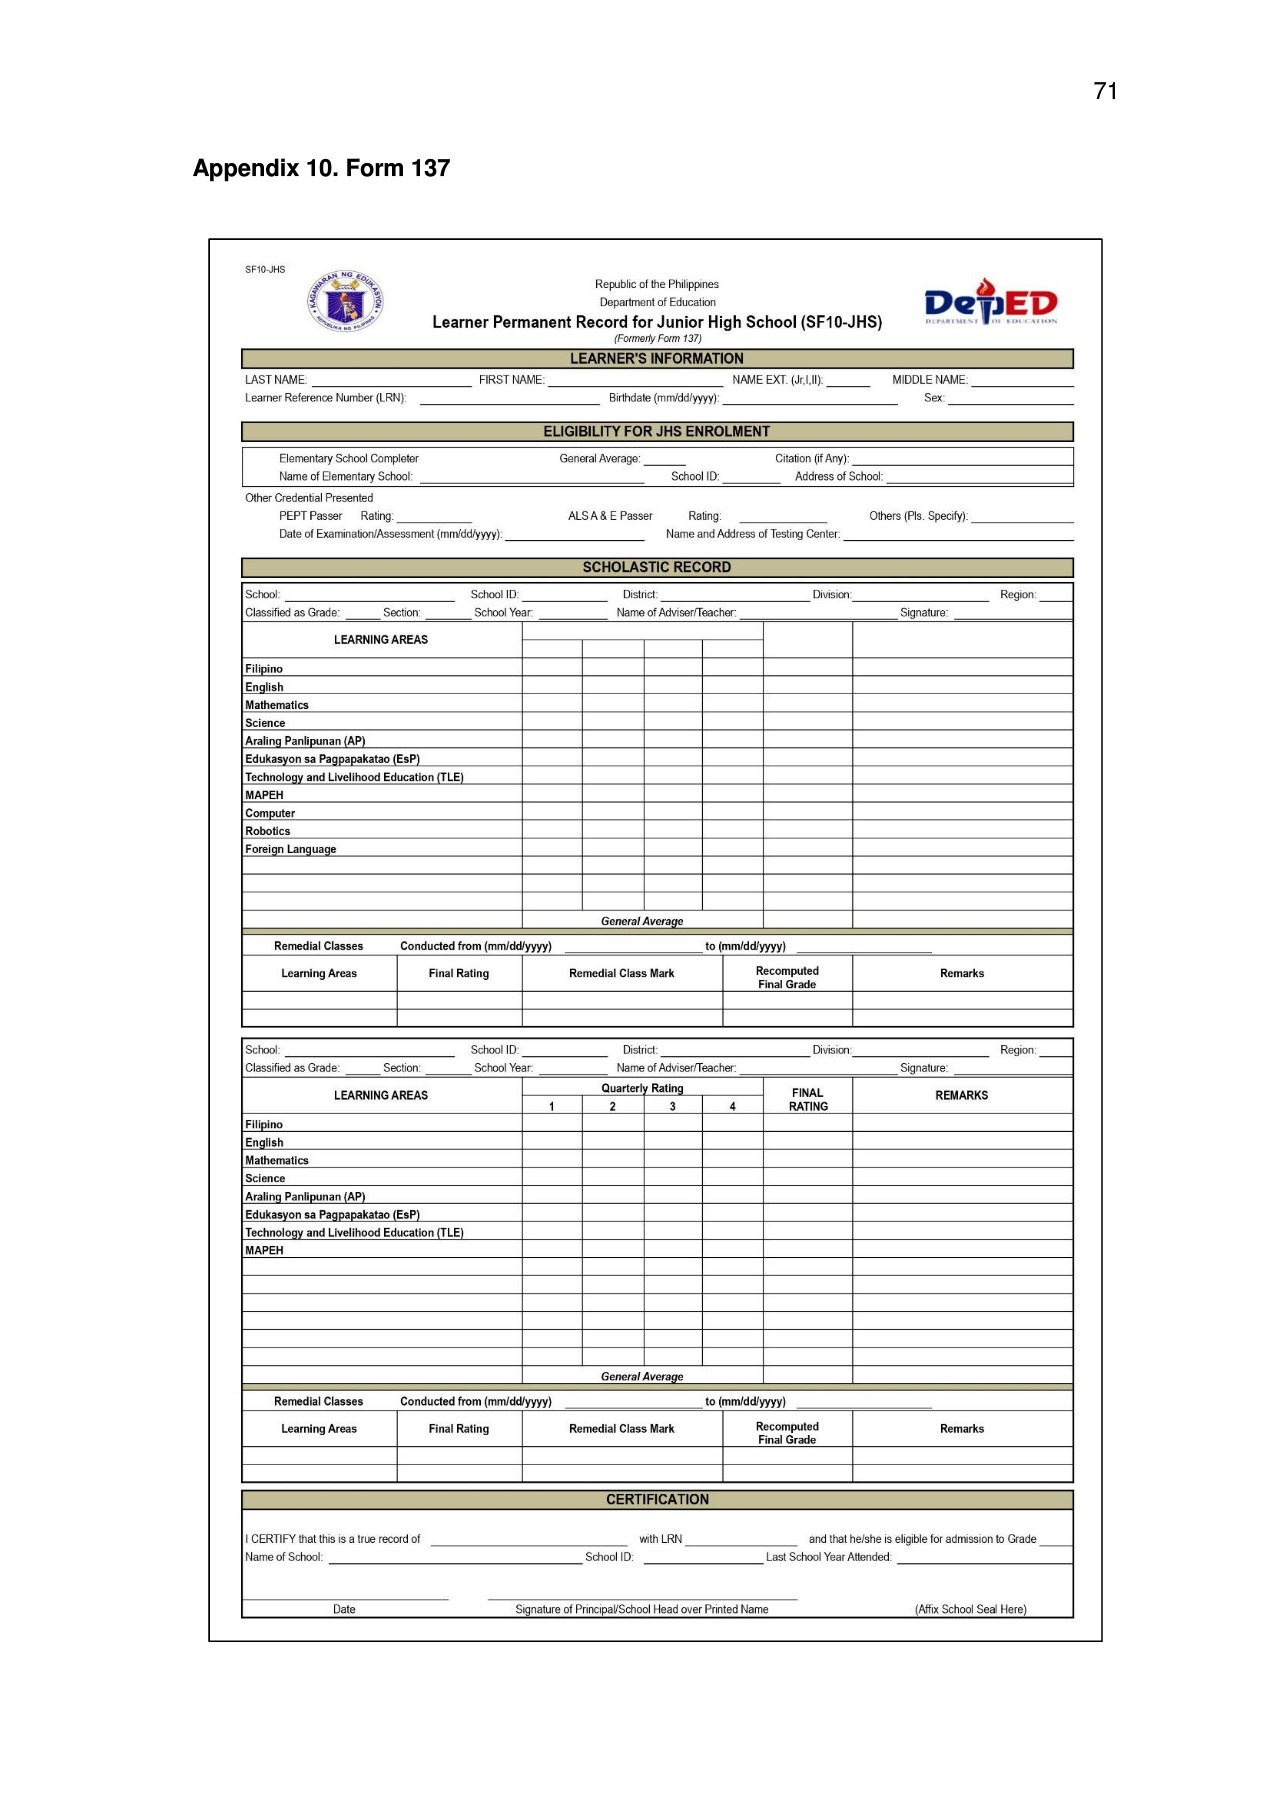 71
Appendix 10. Form 137
SF10-JHS
KAGAWARAN NG EDUKASYON
REPUBLIKA NG PILIPINAS
Republic of the Philippines
Department of Education
Learner Permanent Record for Junior High School (SF10-JHS)
(Formerly Form 137)
DepED
DEPARTMENT OF EDUCATION
LEARNER'S INFORMATION
LAST NAME: FIRST NAME: NAME EXT. (Jr,I,II): MIDDLE NAME:
Learner Reference Number (LRN): Birthdate (mm/dd/yyyy): Sex:
ELIGIBILITY FOR JHS ENROLMENT
Elementary School Completer General Average: Citation (if Any):
Name of Elementary School: School ID: Address of School:
Other Credential Presented
PEPT Passer Rating: ALS A & E Passer Rating: Others (Pls. Specify):
Date of Examination/Assessment (mm/dd/yyyy): Name and Address of Testing Center:
SCHOLASTIC RECORD
School: School ID: District: Division: Region:
Classified as Grade: Section: School Year: Name of Adviser/Teacher: Signature:
LEARNING AREAS
Filipino
English
Mathematics
Science
Araling Panlipunan (AP)
Edukasyon sa Pagpapakatao (EsP)
Technology and Livelihood Education (TLE)
MAPEH
Computer
Robotics
Foreign Language
General Average
Remedial Classes Conducted from (mm/dd/yyyy) to (mm/dd/yyyy)
Learning Areas Final Rating Remedial Class Mark Recomputed Final Grade Remarks
School: School ID: District: Division: Region:
Classified as Grade: Section: School Year: Name of Adviser/Teacher: Signature:
LEARNING AREAS Quarterly Rating FINAL RATING REMARKS
1 2 3 4
Filipino
English
Mathematics
Science
Araling Panlipunan (AP)
Edukasyon sa Pagpapakatao (EsP)
Technology and Livelihood Education (TLE)
MAPEH
General Average
Remedial Classes Conducted from (mm/dd/yyyy) to (mm/dd/yyyy)
Learning Areas Final Rating Remedial Class Mark Recomputed Final Grade Remarks
CERTIFICATION
I CERTIFY that this is a true record of with LRN and that he/she is eligible for admission to Grade
Name of School: School ID: Last School Year Attended:
Date Signature of Principal/School Head over Printed Name (Affix School Seal Here)